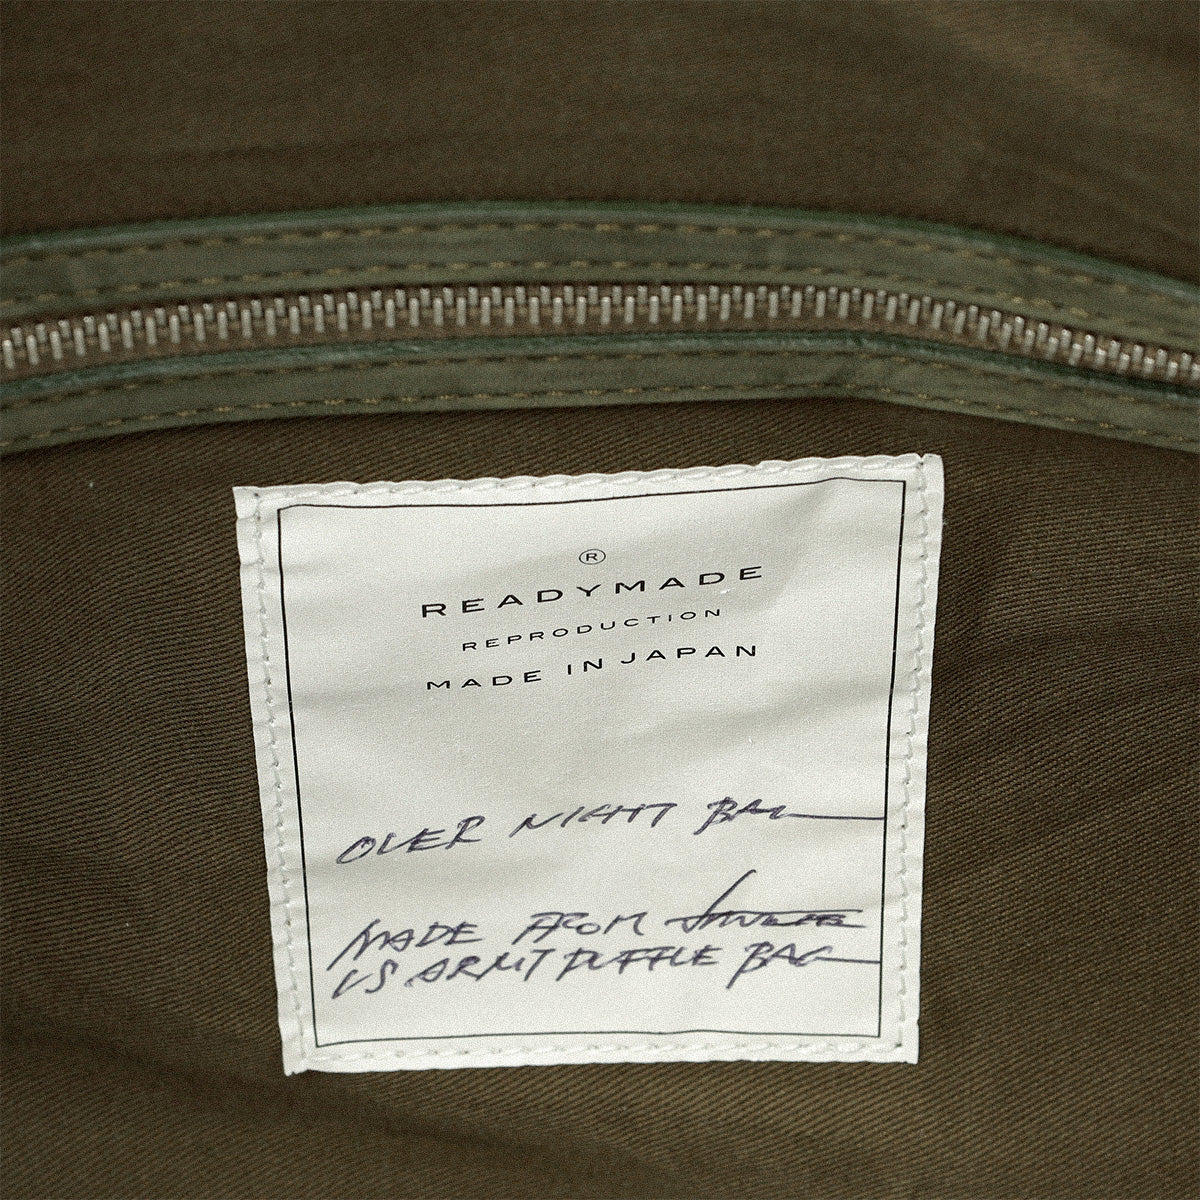 ®
READYMADE
REPRODUCTION
MADE IN JAPAN
OVER NIGHT BAG
MADE FROM
US ARMY DUFFLE BAG